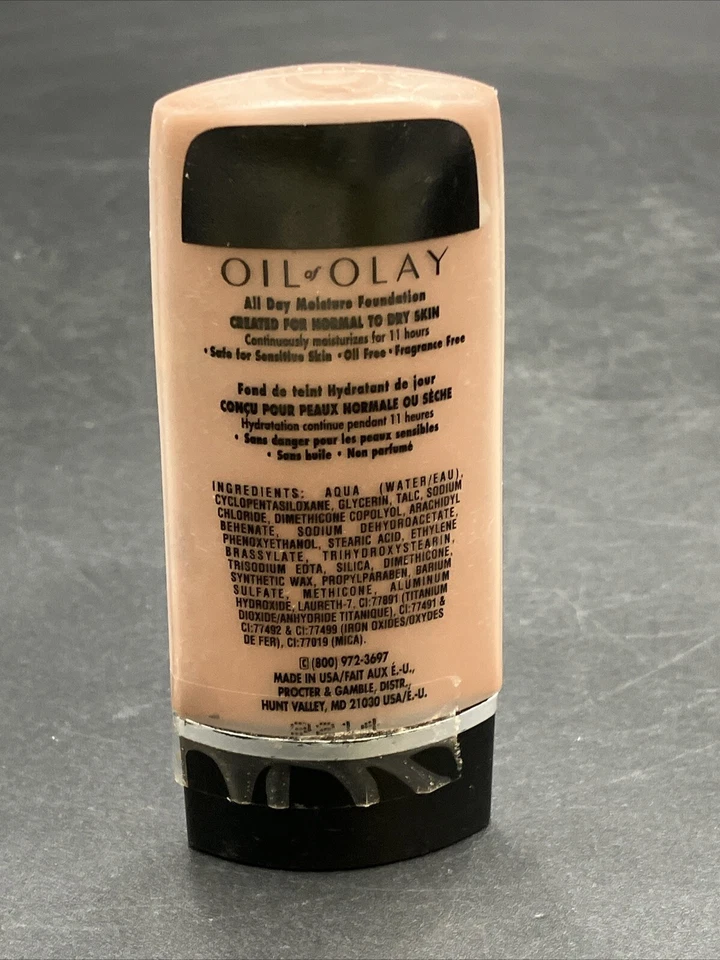 OIL of OLAY
All Day Moisture Foundation
CREATED FOR NORMAL TO DRY SKIN
Continuously moisturizes for 11 hours
• Safe for Sensitive Skin • Oil Free • Fragrance Free
Fond de teint Hydratant de jour
CONÇU POUR PEAUX NORMALE OU SÈCHE
Hydratation continue pendant 11 heures
• Sans danger pour les peaux sensibles
• Sans huile • Non parfumé
INGREDIENTS: AQUA (WATER/EAU),
CYCLOPENTASILOXANE, GLYCERIN, TALC, SODIUM
CHLORIDE, DIMETHICONE COPOLYOL, ARACHIDYL
BEHENATE, SODIUM DEHYDROACETATE,
PHENOXYETHANOL, STEARIC ACID, ETHYLENE
BRASSYLATE, TRIHYDROXYSTEARIN,
TRISODIUM EDTA, SILICA, DIMETHICONE,
SYNTHETIC WAX, PROPYLPARABEN, BARIUM
SULFATE, METHICONE, ALUMINUM
HYDROXIDE, LAURETH-7, CI:77891 (TITANIUM
DIOXIDE/ANHYDRIDE TITANIQUE), CI:77491 &
CI:77492 & CI:77499 (IRON OXIDES/OXYDES
DE FER), CI:77019 (MICA).
C (800) 972-3697
MADE IN USA/FAIT AUX É.-U.,
PROCTER & GAMBLE, DISTR.,
HUNT VALLEY, MD 21030 USA/É.-U.
2214